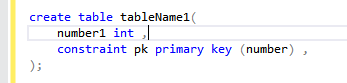 create table tableName1(
number1 int ,
constraint pk primary key (number) ,
);